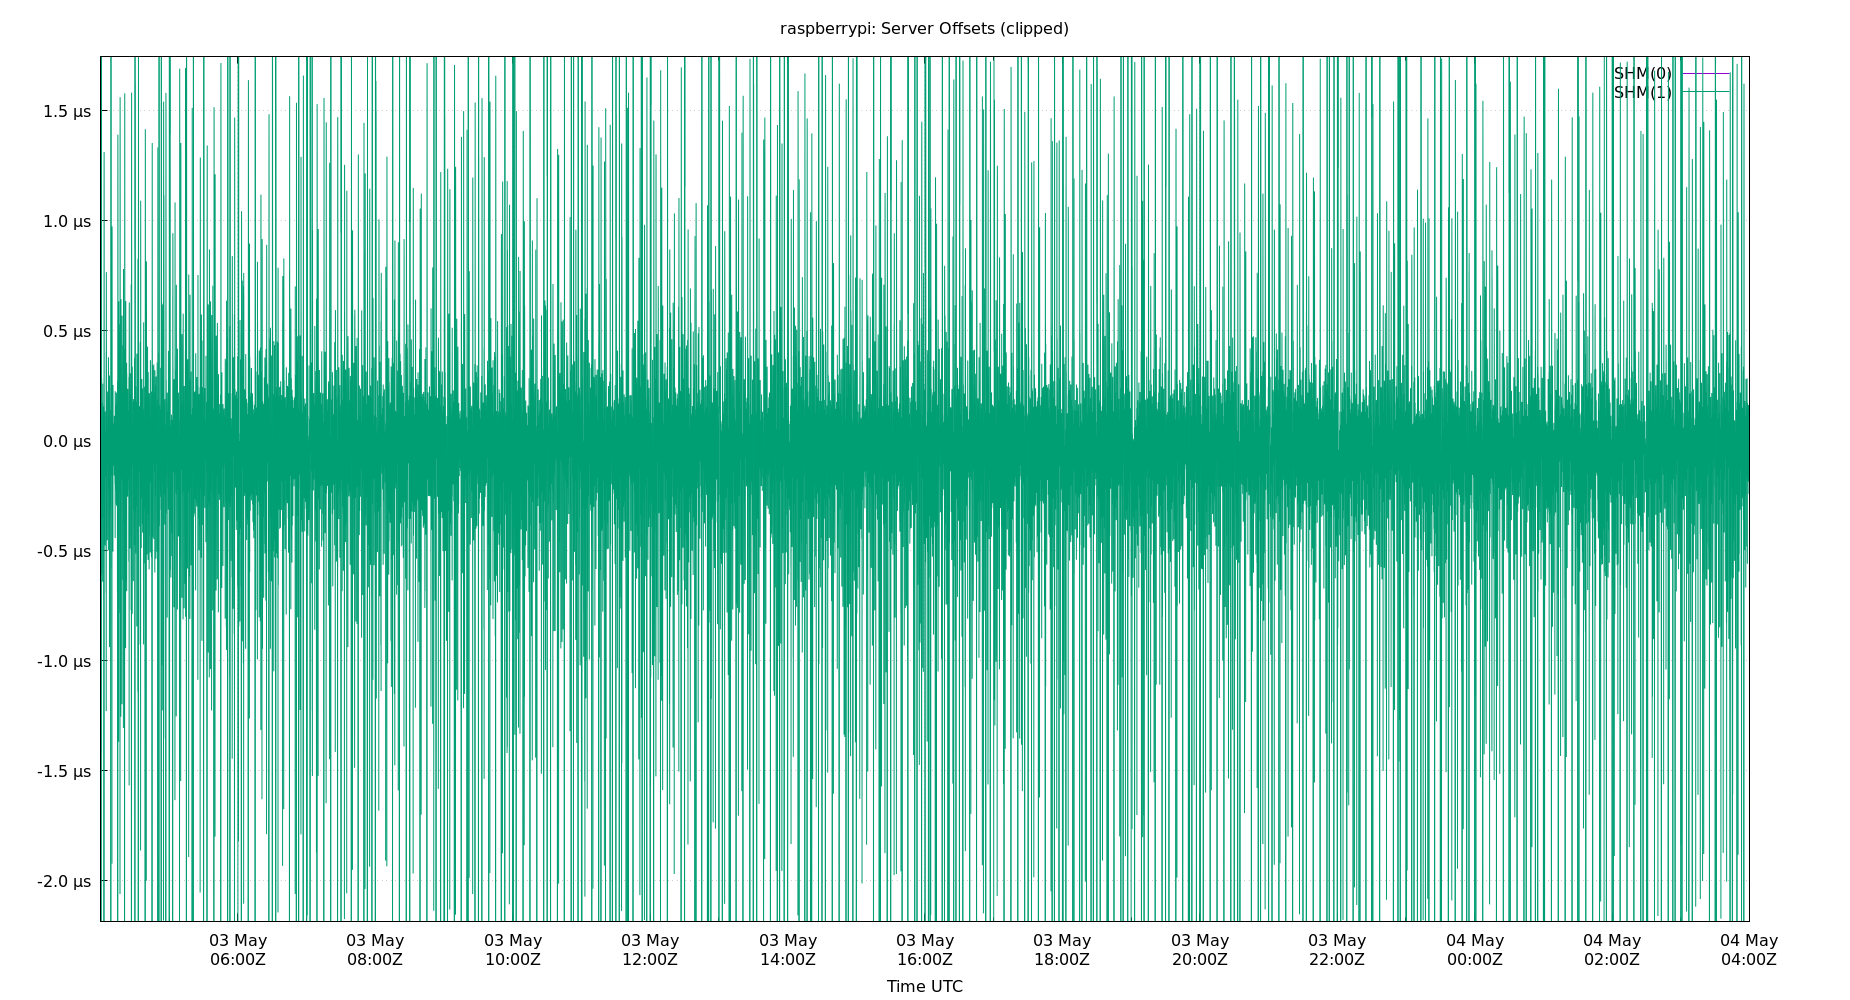 raspberrypi: Server Offsets (clipped)
SHM(0)
SHM(1)
1.5 µs
1.0 µs
0.5 µs
0.0 µs
-0.5 µs
-1.0 µs
-1.5 µs
-2.0 µs
03 May 03 May 03 May 03 May 03 May 03 May 03 May 03 May 03 May 04 May 04 May 04 May
06:00Z 08:00Z 10:00Z 12:00Z 14:00Z 16:00Z 18:00Z 20:00Z 22:00Z 00:00Z 02:00Z 04:00Z
Time UTC